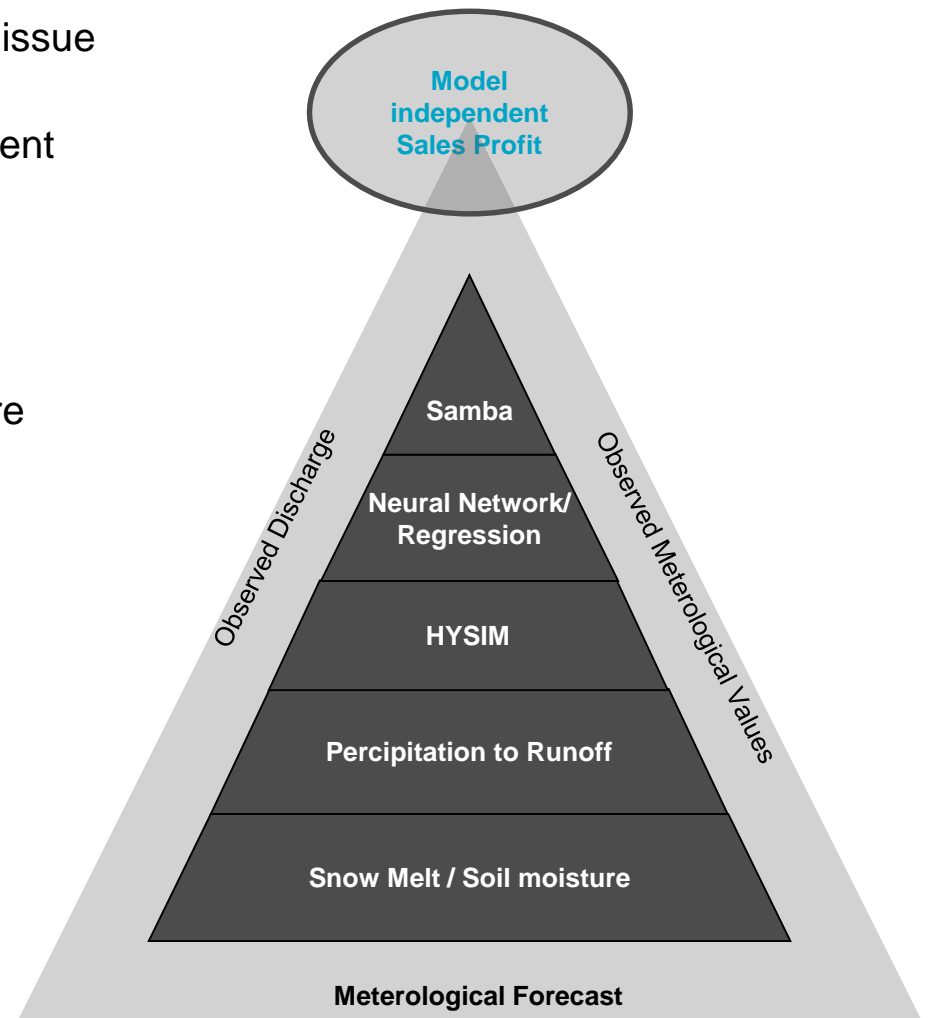 issue
ent
re
Model
independent
Sales Profit
Samba
Neural Network/
Regression
HYSIM
Percipitation to Runoff
Snow Melt / Soil moisture
Observed Discharge
Observed Meterological Values
Meterological Forecast